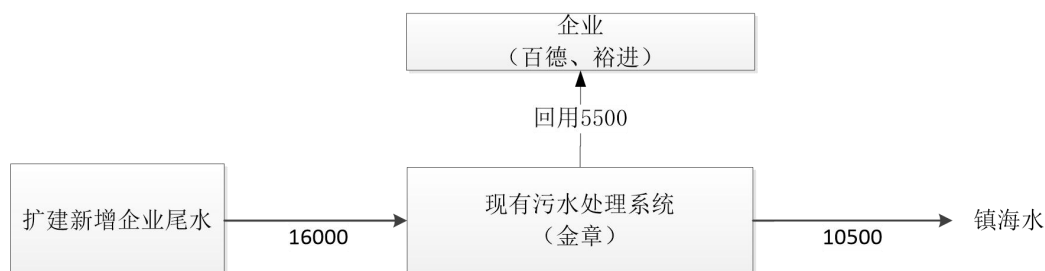 企业
（百德、裕进）
回用5500
扩建新增企业尾水
16000
现有污水处理系统
（金章）
10500
镇海水